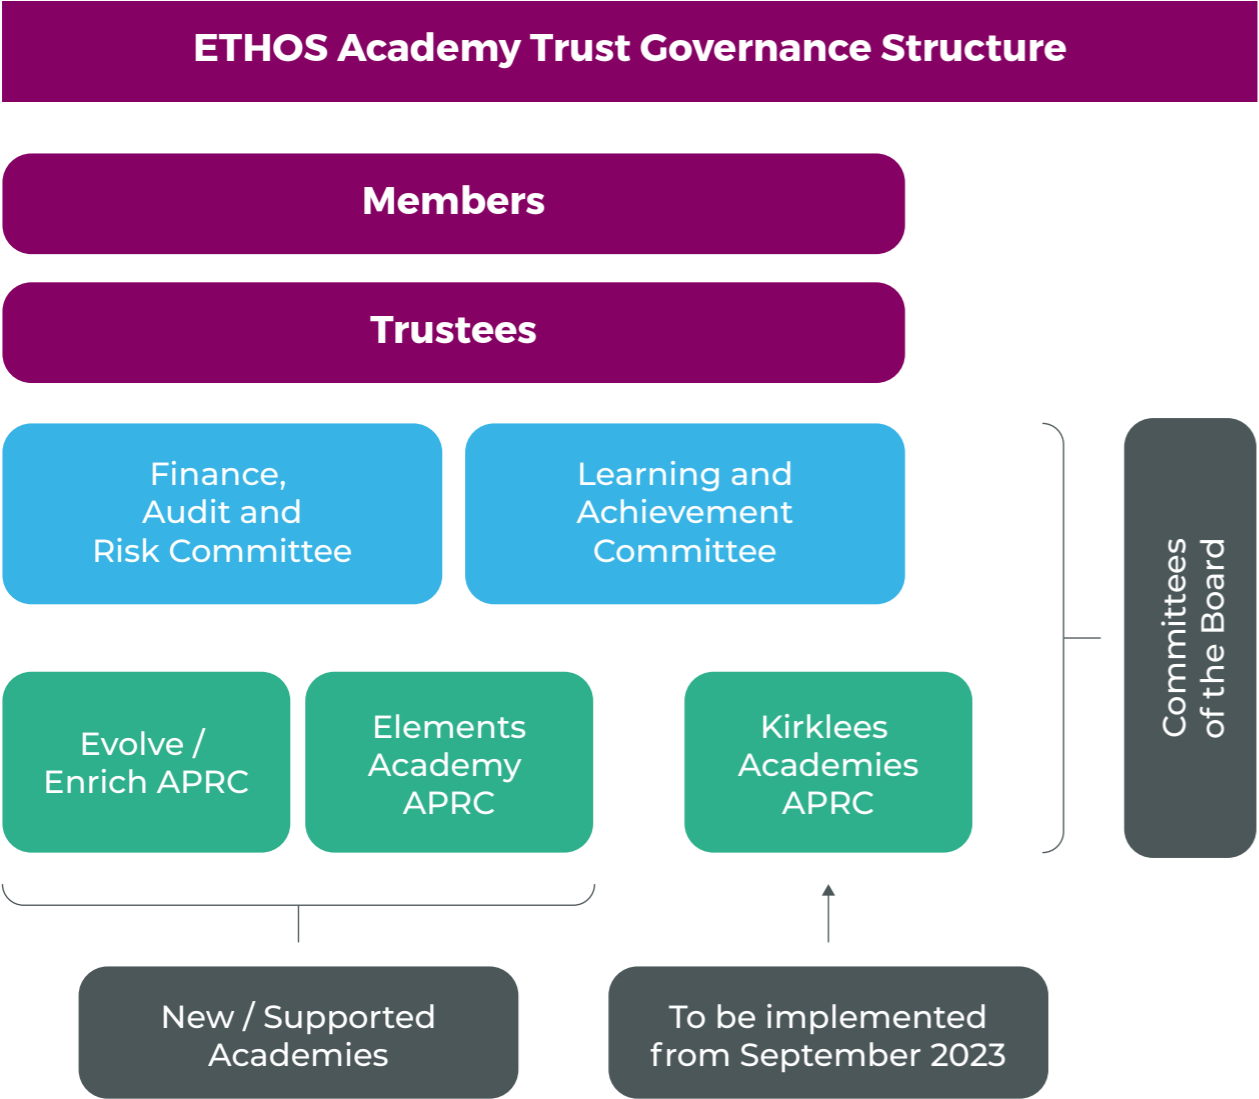 ETHOS Academy Trust Governance Structure
Members
Trustees
Finance,
Audit and
Risk Committee
Learning and
Achievement
Committee
Committees
of the Board
Evolve /
Enrich APRC
Elements
Academy
APRC
Kirklees
Academies
APRC
New / Supported
Academies
To be implemented
from September 2023